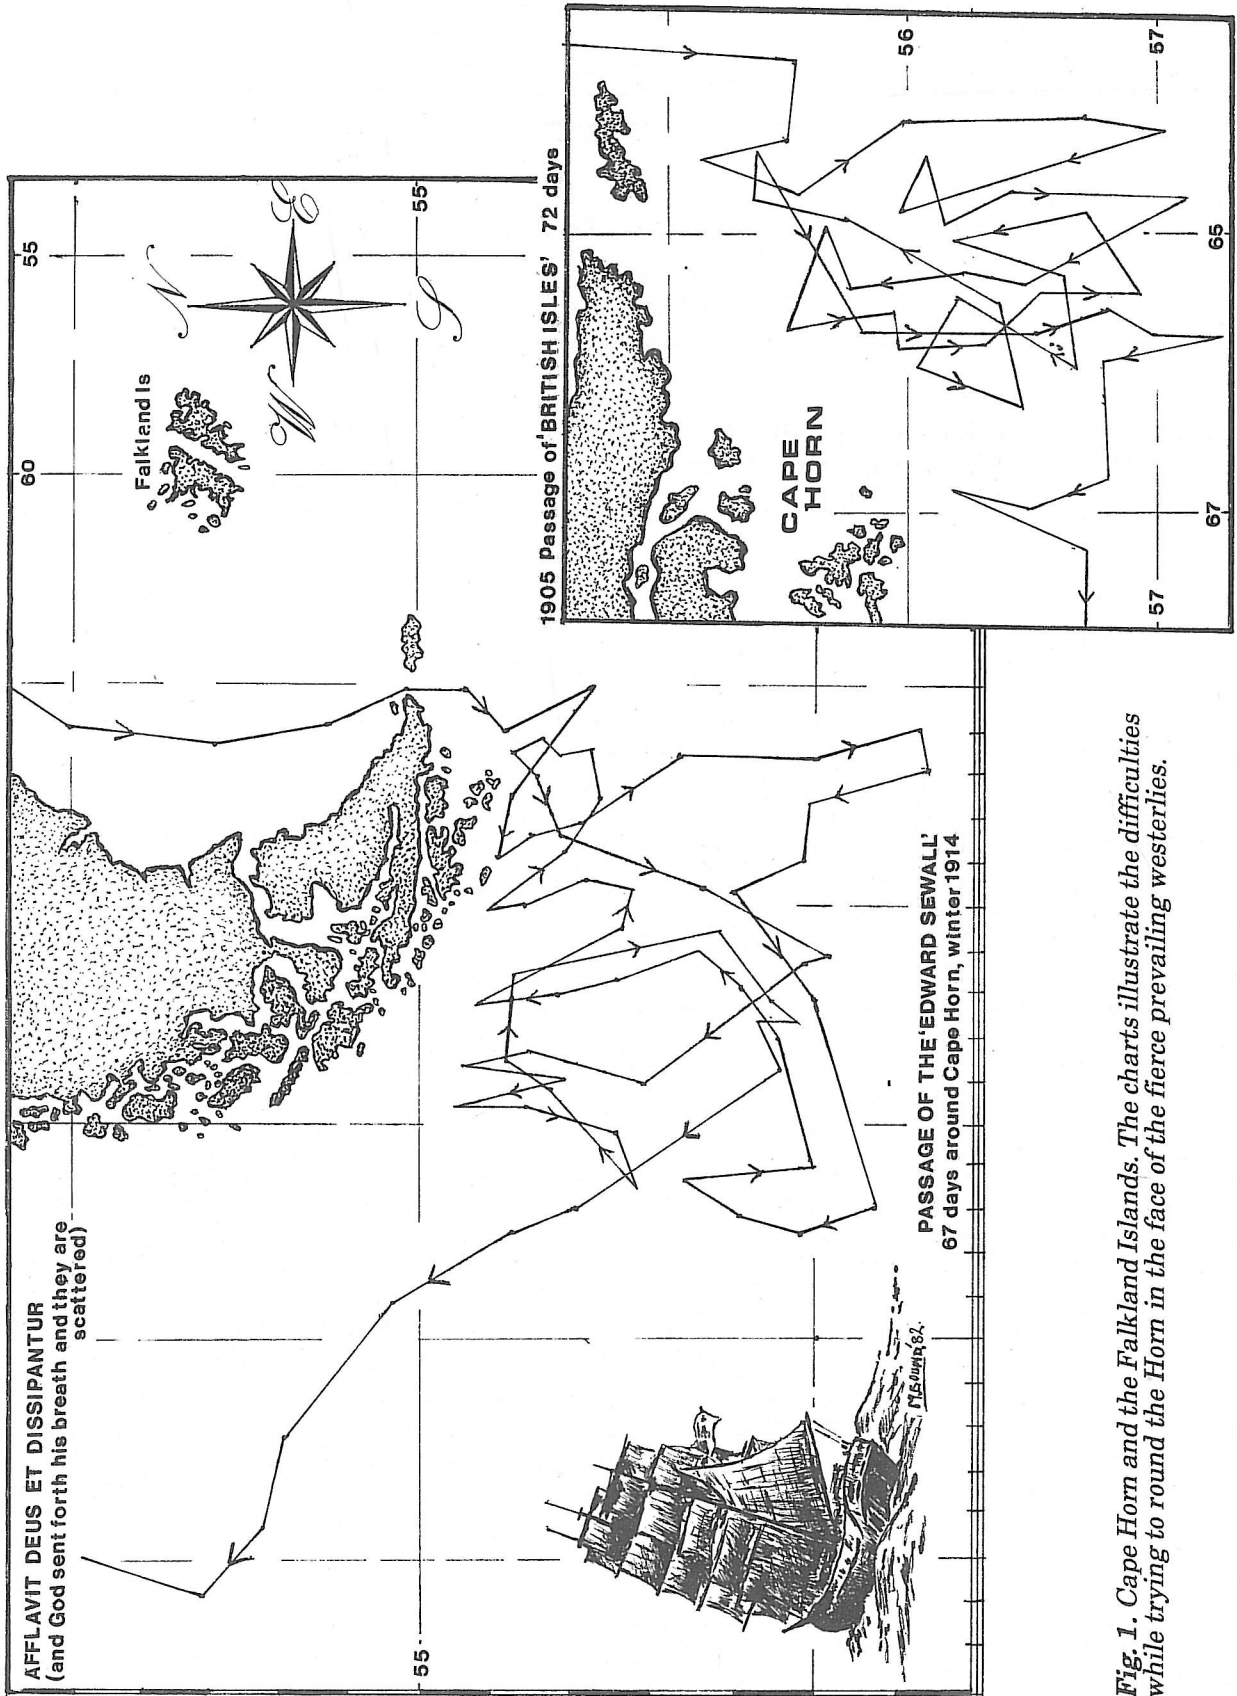 AFFLAVIT DEUS ET DISSIPANTUR
(and God sent forth his breath and they are
scattered)
60
55
Falkland Is
N
E
S
W
55
55
PASSAGE OF THE 'EDWARD SEWALL'
67 days around Cape Horn, winter 1914
1905 Passage of 'BRITISH ISLES' 72 days
CAPE
HORN
56
57
57
67
65
Fig. 1. Cape Horn and the Falkland Islands. The charts illustrate the difficulties
while trying to round the Horn in the face of the fierce prevailing westerlies.